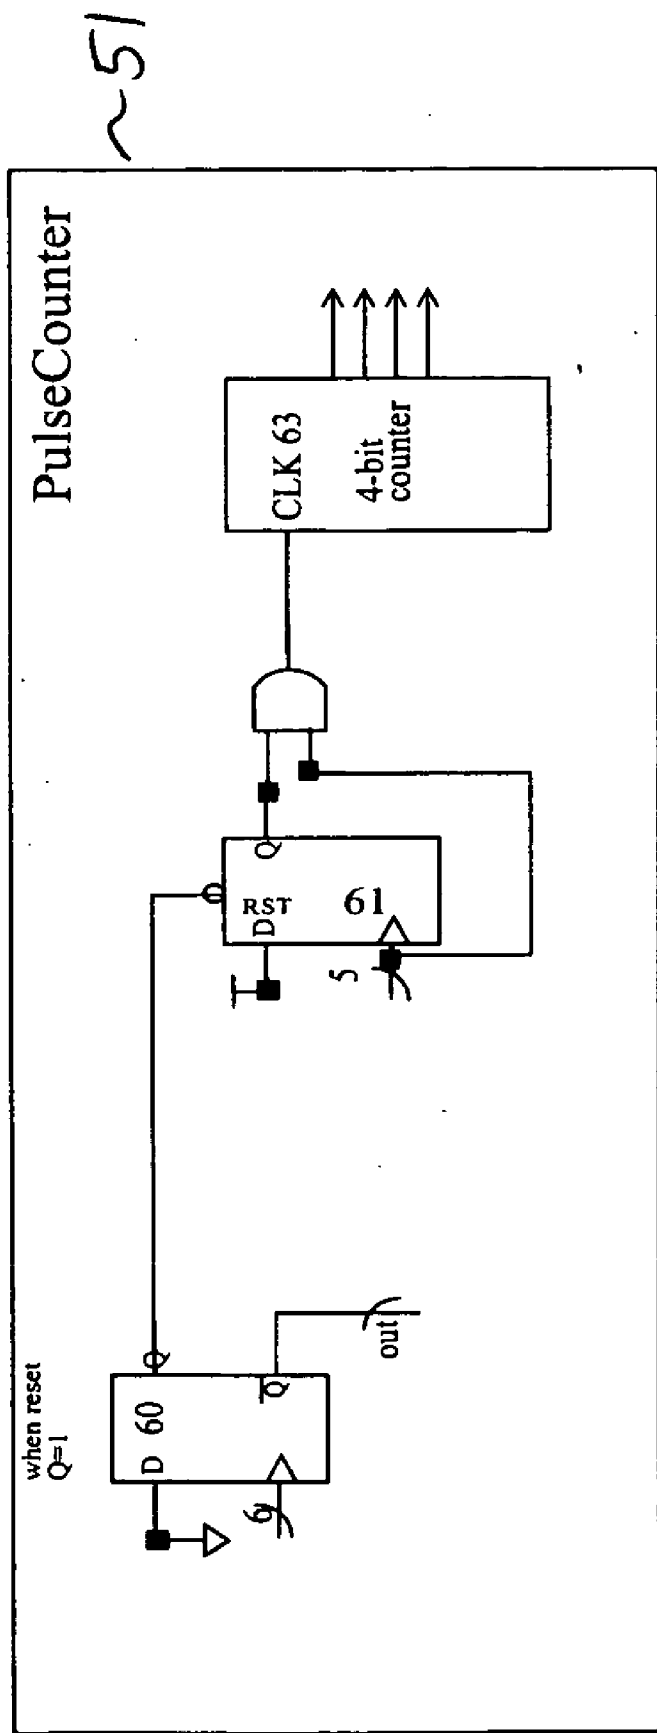 ~51
PulseCounter
when reset
Q=1
D 60
Q
Q̅
6
out
RST
D
61
Q
5
CLK 63
4-bit
counter